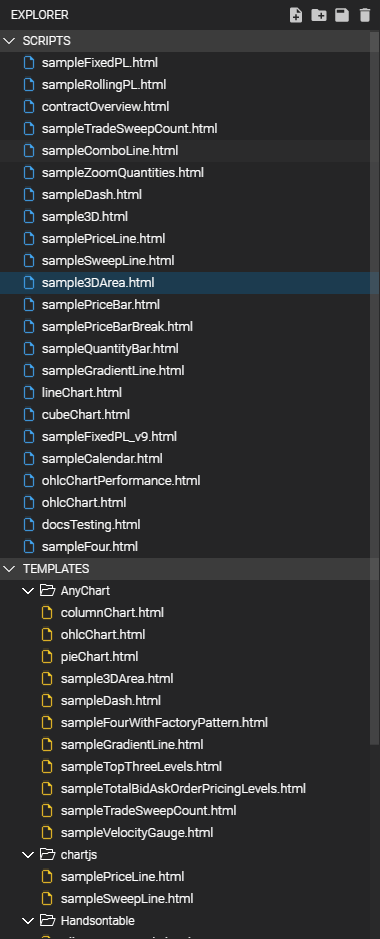 EXPLORER
SCRIPTS
sampleFixedPL.html
sampleRollingPL.html
contractOverview.html
sampleTradeSweepCount.html
sampleComboLine.html
sampleZoomQuantities.html
sampleDash.html
sample3D.html
samplePriceLine.html
sampleSweepLine.html
sample3DArea.html
samplePriceBar.html
samplePriceBarBreak.html
sampleQuantityBar.html
sampleGradientLine.html
lineChart.html
cubeChart.html
sampleFixedPL_v9.html
sampleCalendar.html
ohlcChartPerformance.html
ohlcChart.html
docsTesting.html
sampleFour.html
TEMPLATES
AnyChart
columnChart.html
ohlcChart.html
pieChart.html
sample3DArea.html
sampleDash.html
sampleFourWithFactoryPattern.html
sampleGradientLine.html
sampleTopThreeLevels.html
sampleTotalBidAskOrderPricingLevels.html
sampleTradeSweepCount.html
sampleVelocityGauge.html
chartjs
samplePriceLine.html
sampleSweepLine.html
Handsontable